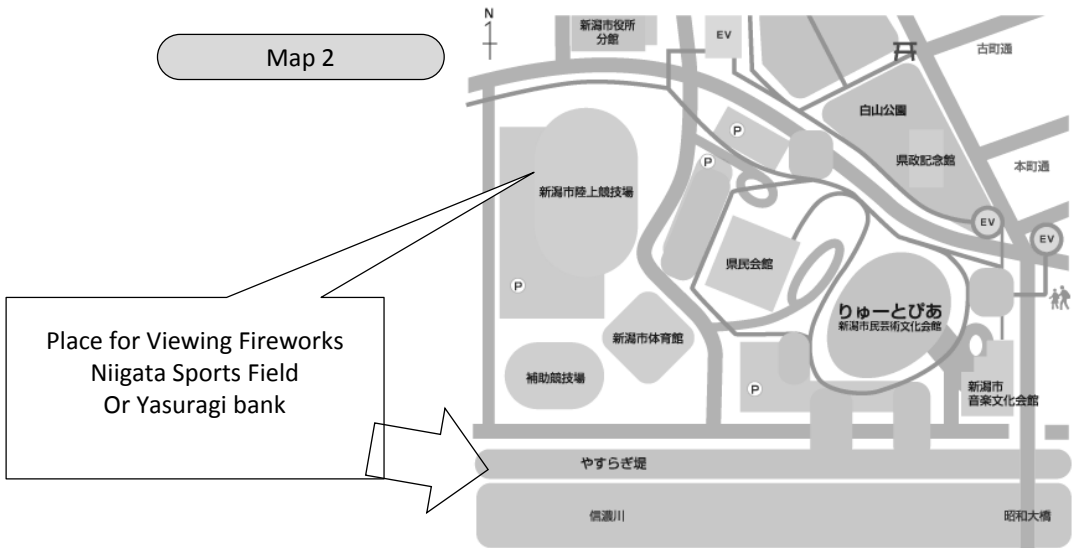 Map 2
N
新潟市役所
分館
EV
古町通
白山公園
P
県政記念館
本町通
P
新潟市陸上競技場
EV
EV
県民会館
P
りゅーとぴあ
新潟市民芸術文化会館
Place for Viewing Fireworks
Niigata Sports Field
Or Yasuragi bank
新潟市体育館
補助競技場
P
新潟市
音楽文化会館
やすらぎ堤
信濃川
昭和大橋